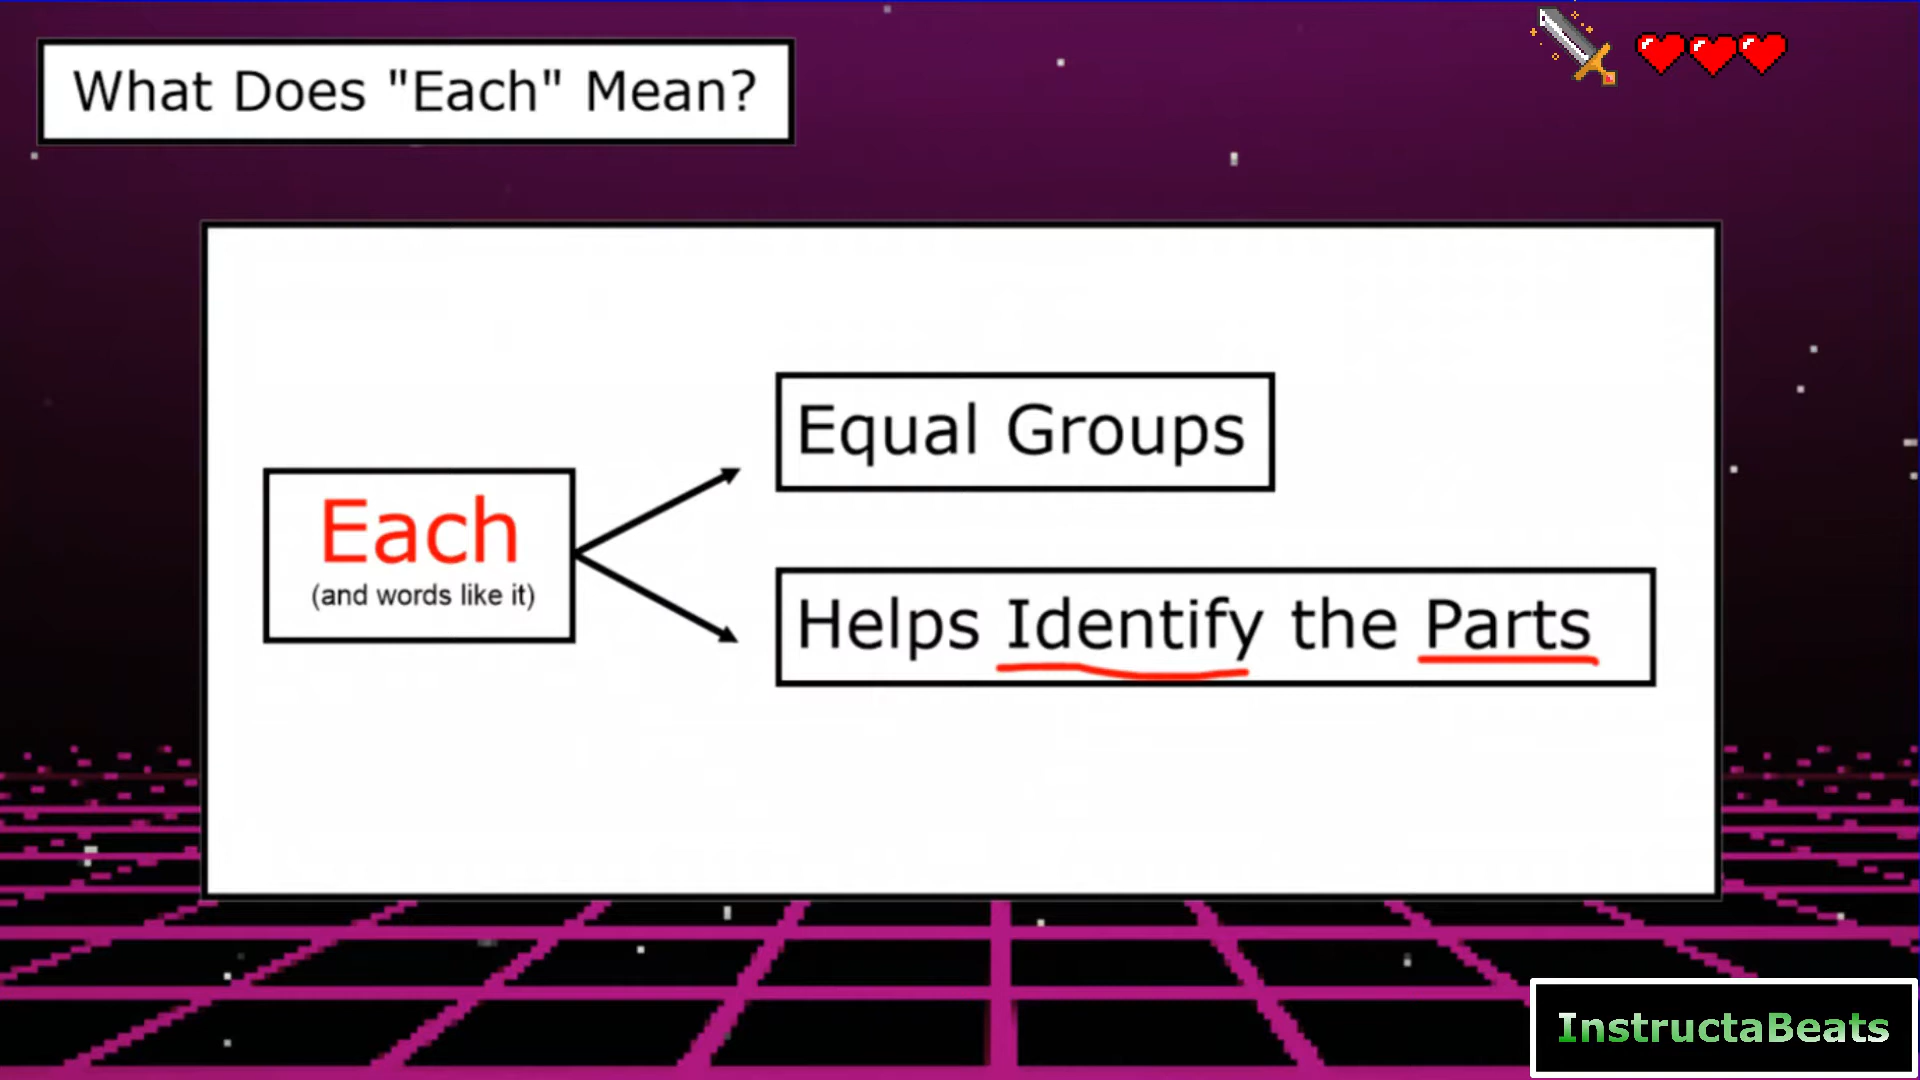 What Does "Each" Mean?
Equal Groups
Each
(and words like it)
Helps Identify the Parts
InstructaBeats